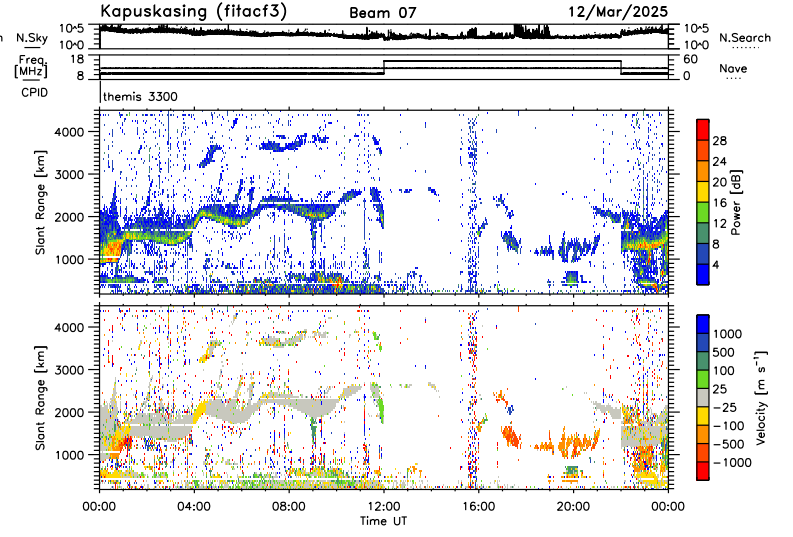 Kapuskasing (fitacf3) Beam 07 12/Mar/2025
N.Sky 10^5 10^0 10^5 10^0 N.Search
Freq. [MHz] 18 8 60 0 Nave
CPID themis 3300
4000
3000
2000
1000
Slant Range [km]
28
24
20
16
12
8
4
Power [dB]
4000
3000
2000
1000
Slant Range [km]
1000
500
100
25
-25
-100
-500
-1000
Velocity [m s⁻¹]
00:00 04:00 08:00 12:00 16:00 20:00 00:00
Time UT